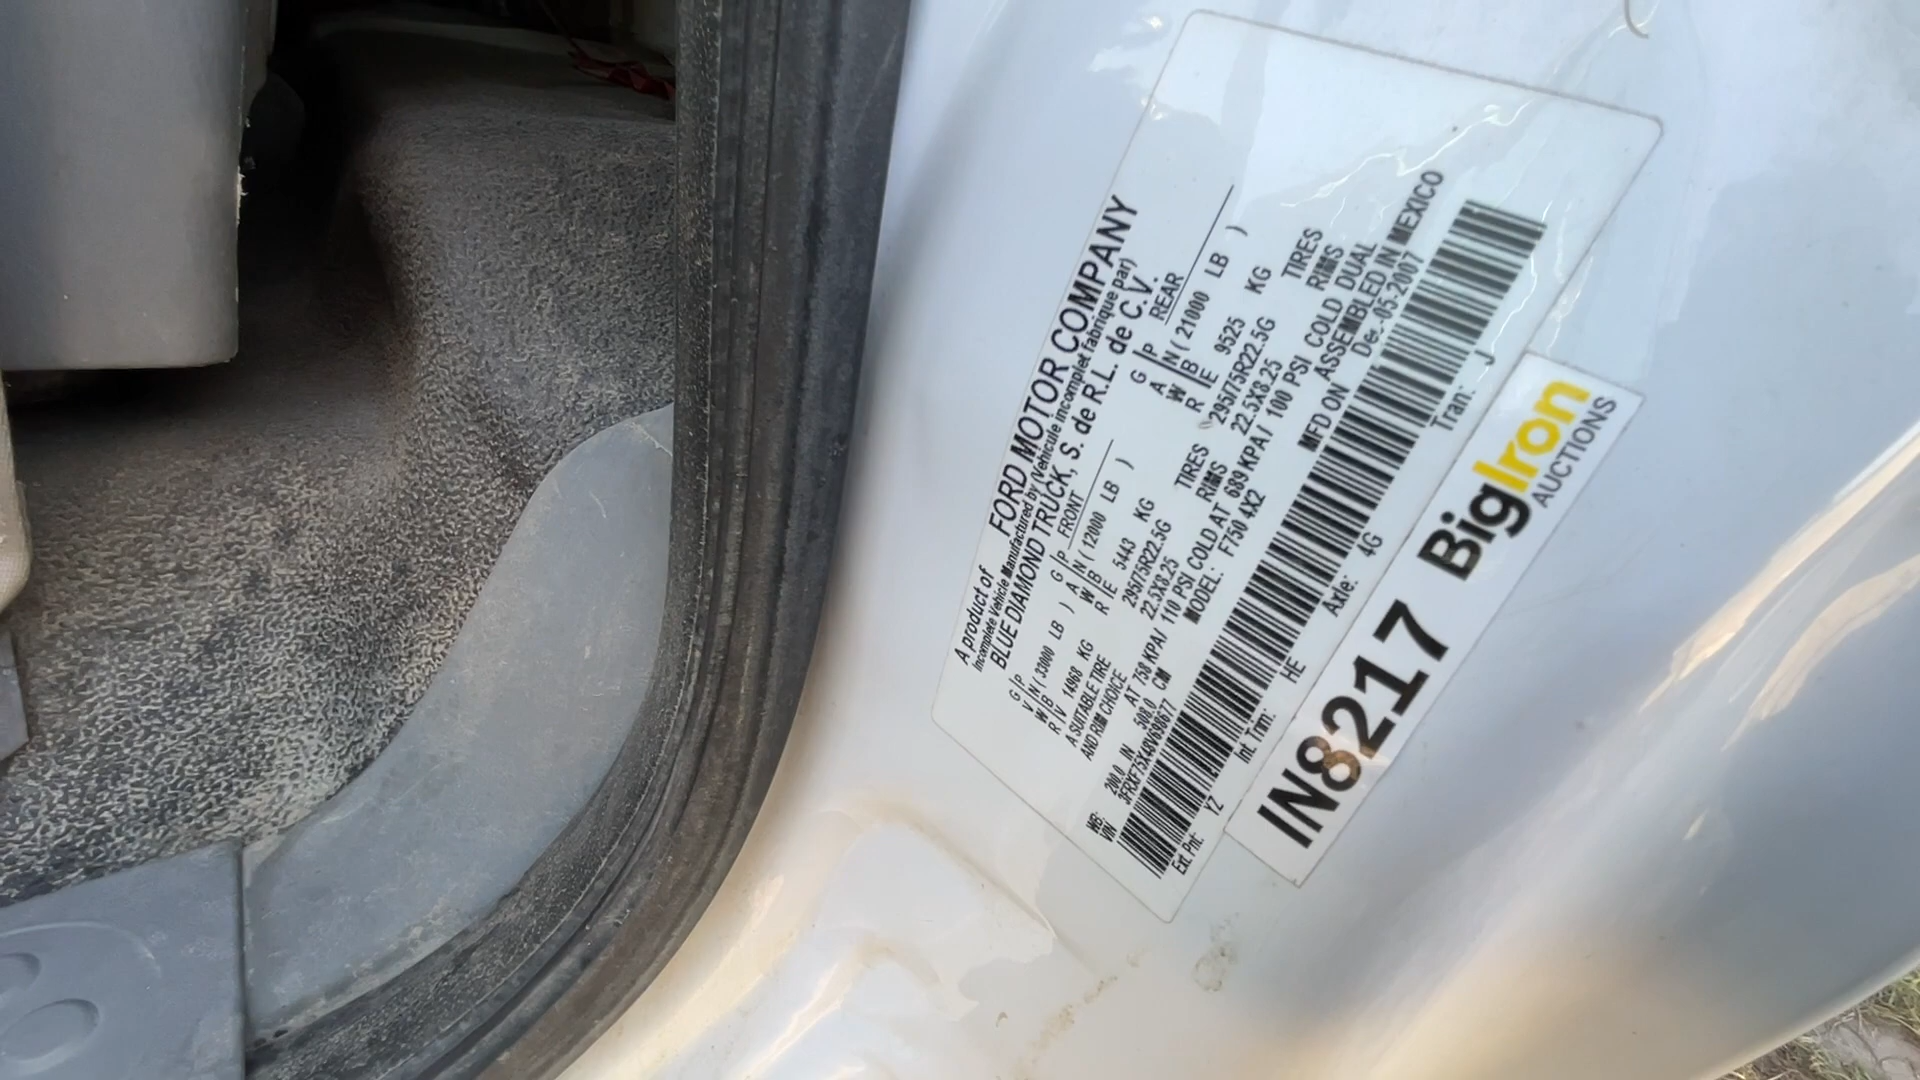 A product of FORD MOTOR COMPANY
Incomplete Vehicle Manufactured by (Vehicule incomplet fabrique par)
BLUE DIAMOND TRUCK, S. de R.L. de C.V.
G/P FRONT G/P REAR
G/P
V/N (33000 LB ) A/N (12000 LB ) A/N (21000 LB )
W/B W/B W/B
R/V 14968 KG R/E 5443 KG R/E 9525 KG
A SUITABLE TIRE 295/75R22.5G TIRES 295/75R22.5G TIRES
AND RIM CHOICE 22.5X8.25 RIMS 22.5X8.25 RIMS
AT 758 KPA/ 110 PSI COLD AT 689 KPA/ 100 PSI COLD DUAL
WB: 200.0 IN 508.0 CM MODEL: F750 4X2 ASSEMBLED IN MEXICO
VIN 3FRXF75X48V698677 MFD ON Dec-05-2007
Ext. Pnt: YZ Int. Trim: HE Axle: 4G Tran: J
IN8217 BigIron
AUCTIONS